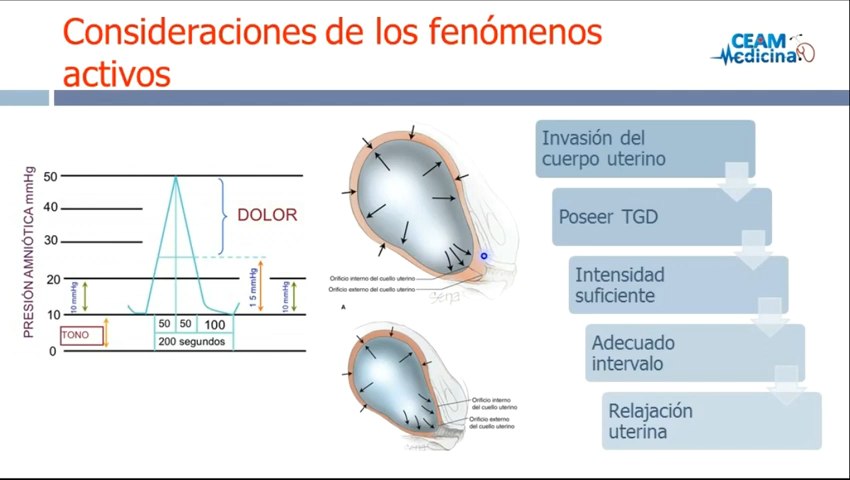 Consideraciones de los fenómenos
activos
CEAM
Medicina
PRESIÓN AMNIÓTICA mmHg
50
40
30
20
10
0
DOLOR
10 mmHg
15 mmHg
10 mmHg
TONO
50 50 100
200 segundos
Orificio interno del cuello uterino
Orificio externo del cuello uterino
A
Orificio interno
del cuello uterino
Orificio externo
del cuello uterino
Invasión del
cuerpo uterino
Poseer TGD
Intensidad
suficiente
Adecuado
intervalo
Relajación
uterina